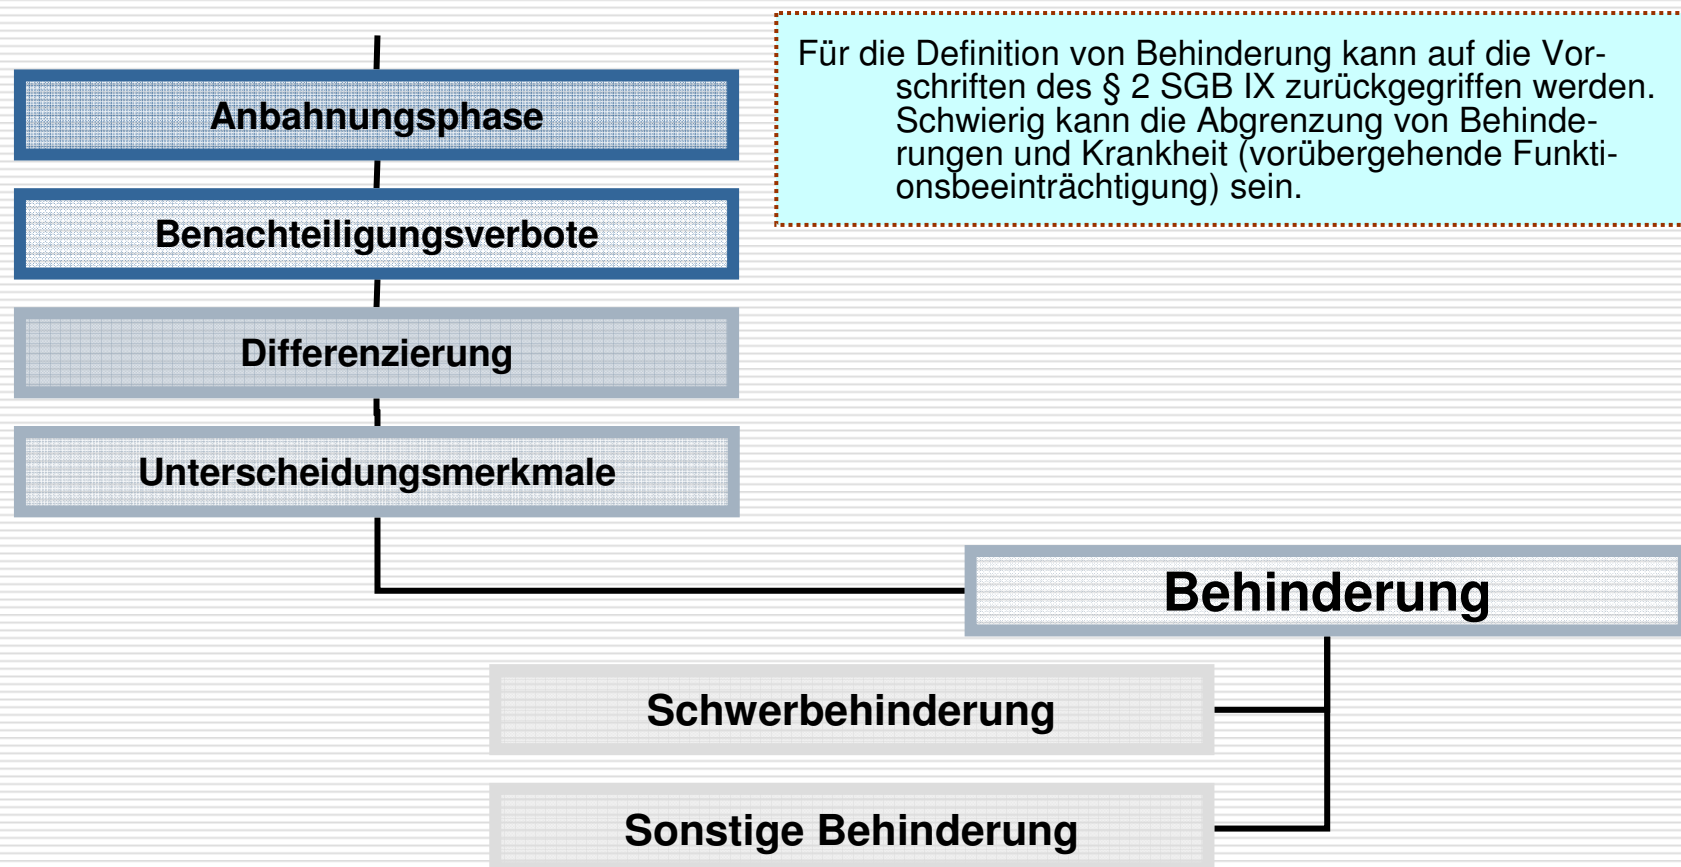 Für die Definition von Behinderung kann auf die Vor-
schriften des § 2 SGB IX zurückgegriffen werden.
Schwierig kann die Abgrenzung von Behinde-
rungen und Krankheit (vorübergehende Funkti-
onsbeeinträchtigung) sein.
Anbahnungsphase
Benachteiligungsverbote
Differenzierung
Unterscheidungsmerkmale
Behinderung
Schwerbehinderung
Sonstige Behinderung